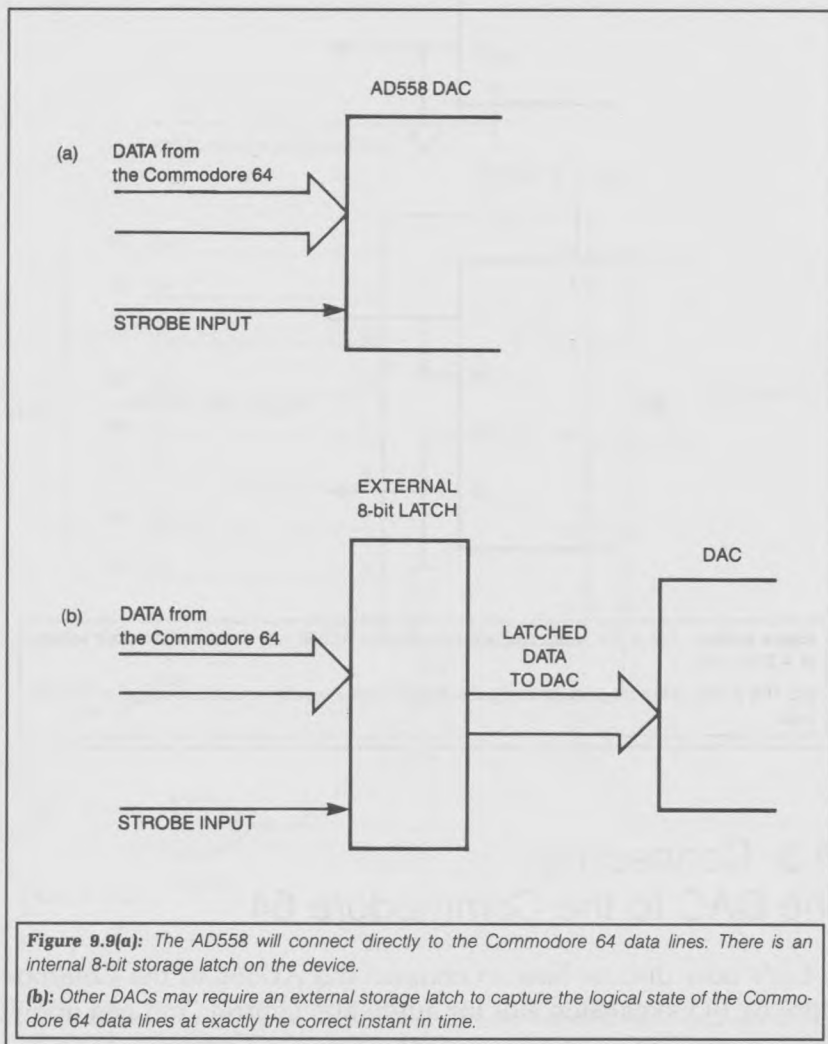 AD558 DAC
(a) DATA from
the Commodore 64
STROBE INPUT
EXTERNAL
8-bit LATCH
DAC
(b) DATA from
the Commodore 64
LATCHED
DATA
TO DAC
STROBE INPUT
Figure 9.9(a): The AD558 will connect directly to the Commodore 64 data lines. There is an
internal 8-bit storage latch on the device.
(b): Other DACs may require an external storage latch to capture the logical state of the Commo-
dore 64 data lines at exactly the correct instant in time.